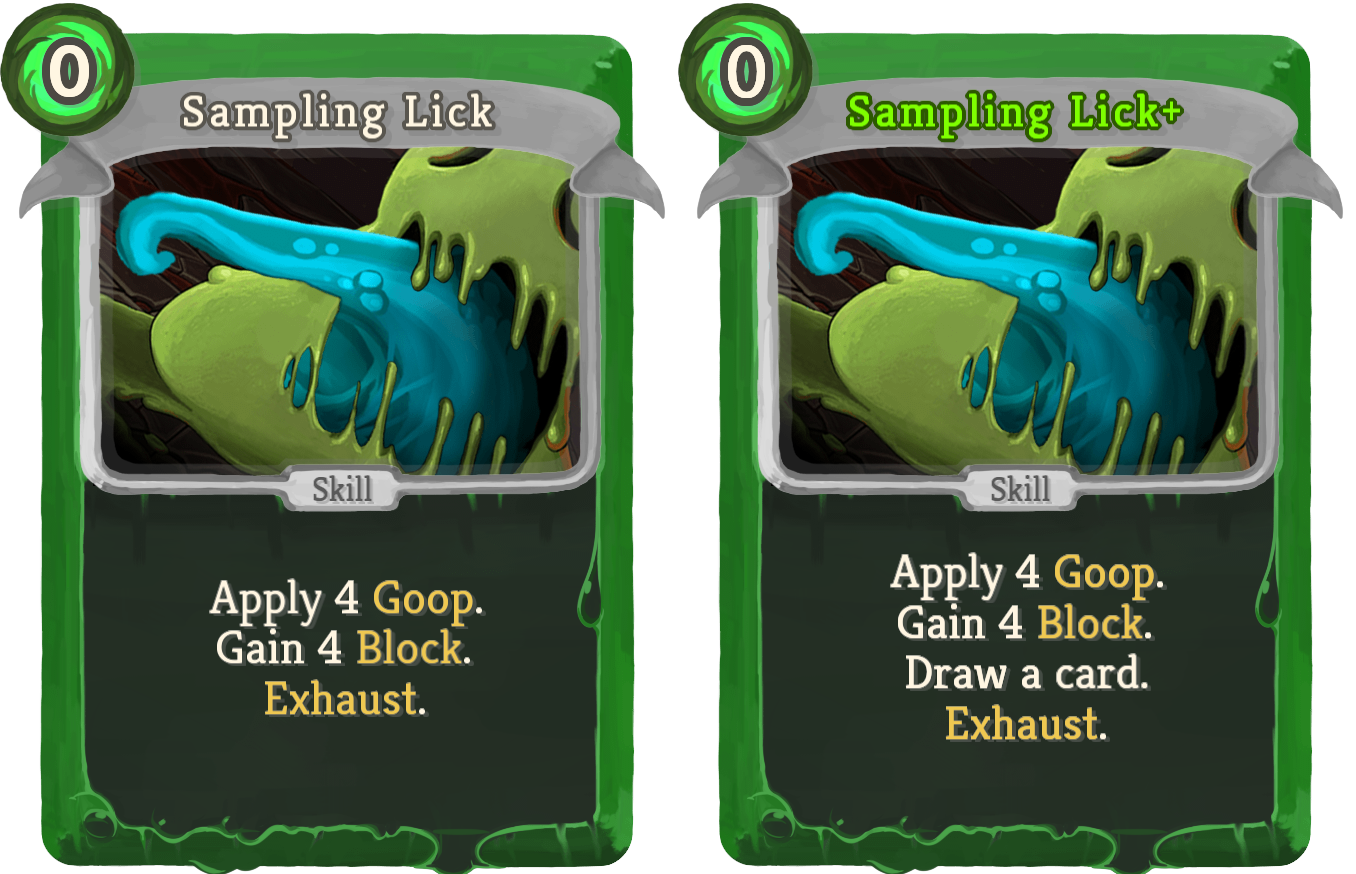 0
Sampling Lick
Skill
Apply 4 Goop.
Gain 4 Block.
Exhaust.
0
Sampling Lick+
Skill
Apply 4 Goop.
Gain 4 Block.
Draw a card.
Exhaust.